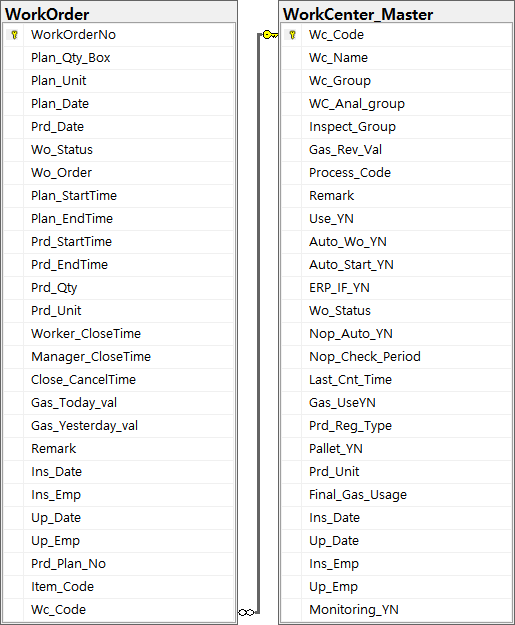 WorkOrder
WorkOrderNo
Plan_Qty_Box
Plan_Unit
Plan_Date
Prd_Date
Wo_Status
Wo_Order
Plan_StartTime
Plan_EndTime
Prd_StartTime
Prd_EndTime
Prd_Qty
Prd_Unit
Worker_CloseTime
Manager_CloseTime
Close_CancelTime
Gas_Today_val
Gas_Yesterday_val
Remark
Ins_Date
Ins_Emp
Up_Date
Up_Emp
Prd_Plan_No
Item_Code
Wc_Code
WorkCenter_Master
Wc_Code
Wc_Name
Wc_Group
WC_Anal_group
Inspect_Group
Gas_Rev_Val
Process_Code
Remark
Use_YN
Auto_Wo_YN
Auto_Start_YN
ERP_IF_YN
Wo_Status
Nop_Auto_YN
Nop_Check_Period
Last_Cnt_Time
Gas_UseYN
Prd_Reg_Type
Pallet_YN
Prd_Unit
Final_Gas_Usage
Ins_Date
Up_Date
Ins_Emp
Up_Emp
Monitoring_YN